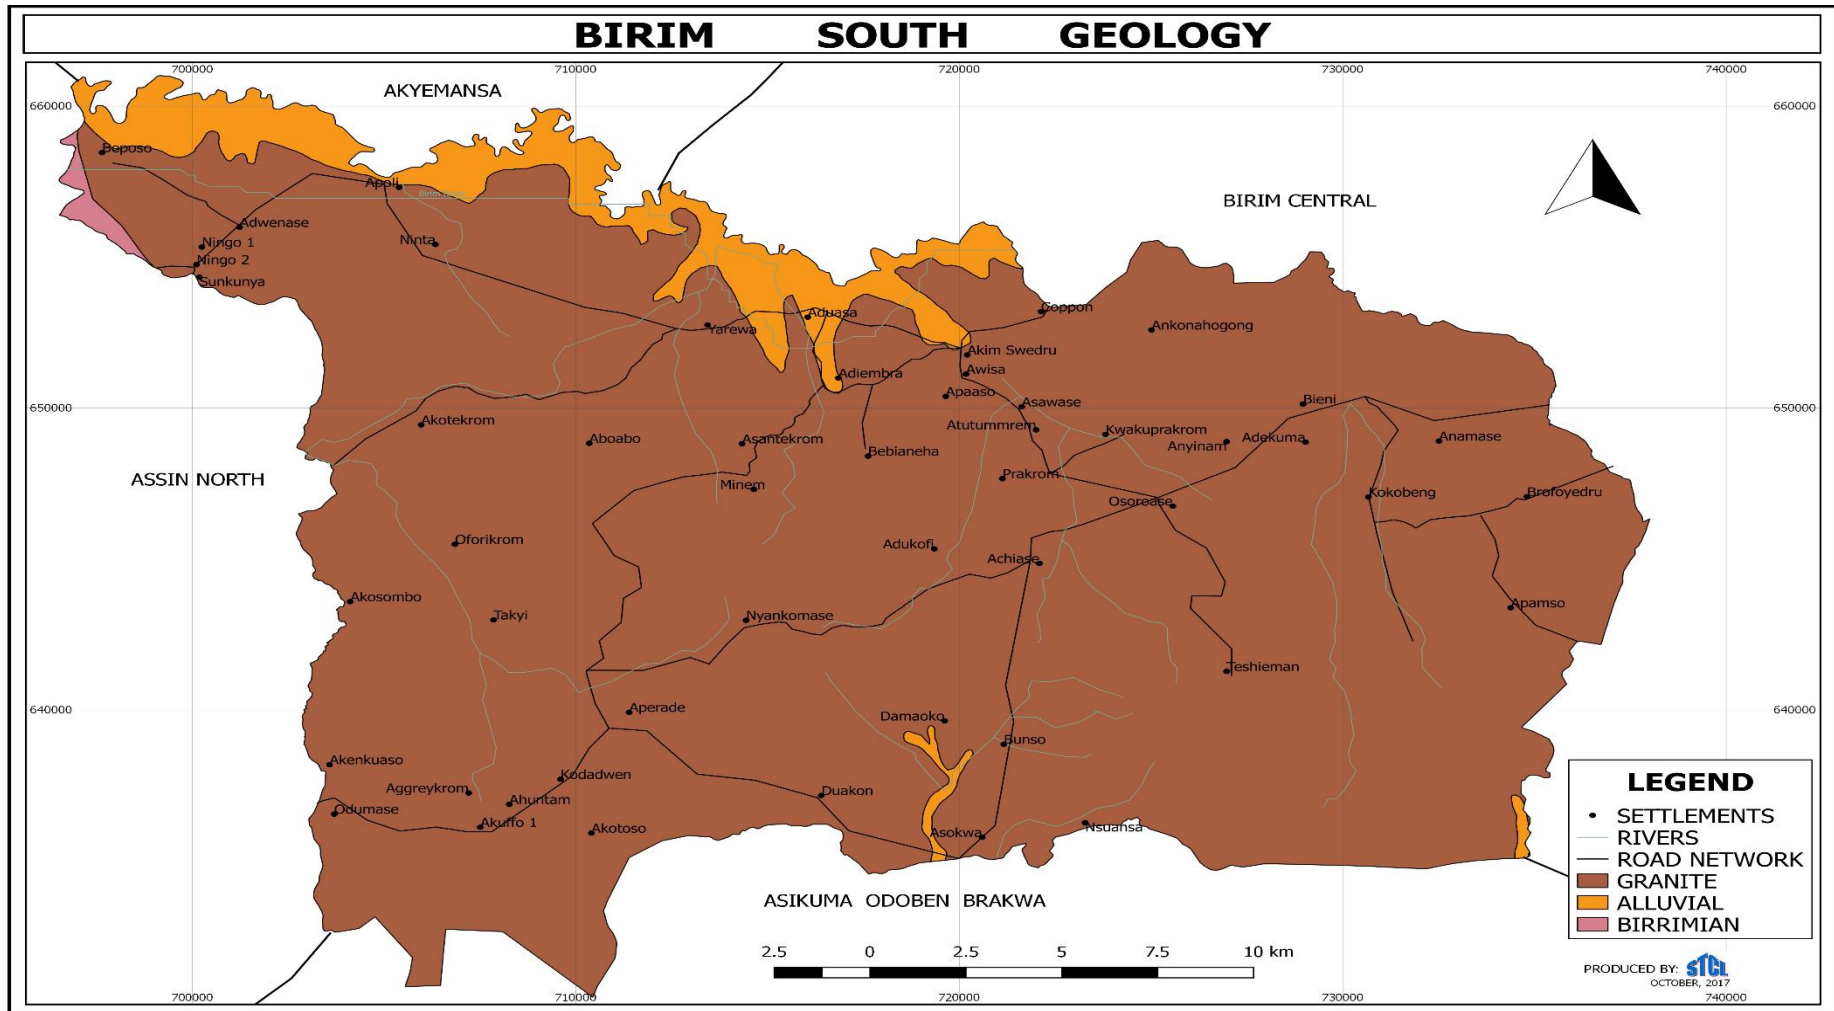 BIRIM SOUTH GEOLOGY
700000 710000 720000 730000 740000
AKYEMANSA
660000 660000
Beposo
Apoli
Birim River
BIRIM CENTRAL
Adwenase
Ningo 1
Ninta
Ningo 2
Sunkunya
Coppon
Aduasa
Yarewa
Ankonahogong
Akim Swedru
Adiembra
Awisa
Apaaso
Asawase
Bieni
650000 650000
Akotekrom
Atutummrem
Kwakuprakrom
Aboabo
Asantekrom
Anyinam
Adekuma
Anamase
Bebianeha
ASSIN NORTH
Prakrom
Minem
Kokobeng
Brofoyedru
Osoroase
Oforikrom
Adukofi
Achiase
Akosombo
Apamso
Takyi
Nyankomase
Teshieman
640000 640000
Aperade
Damaoko
Bunso
Akenkuaso
Kodadwen
Aggreykrom
Duakon
Ahuntam
Odumase
Akuffo 1
Akotoso
Asokwa
Nsuansa
ASIKUMA ODOBEN BRAKWA
LEGEND
SETTLEMENTS
RIVERS
ROAD NETWORK
GRANITE
ALLUVIAL
BIRRIMIAN
2.5 0 2.5 5 7.5 10 km
PRODUCED BY: STCL
OCTOBER, 2017
700000 710000 720000 730000 740000